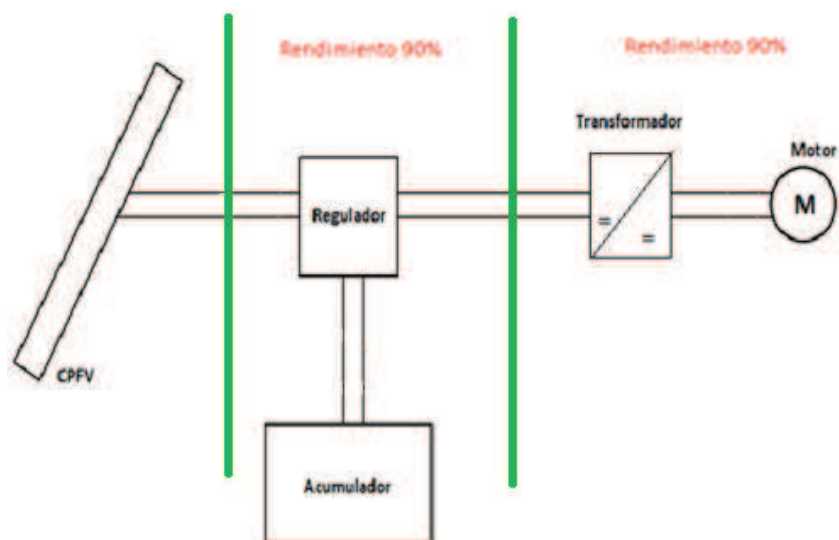 Rendimiento 90%
Rendimiento 90%
Transformador
Motor
M
Regulador
=
=
CPFV
Acumulador